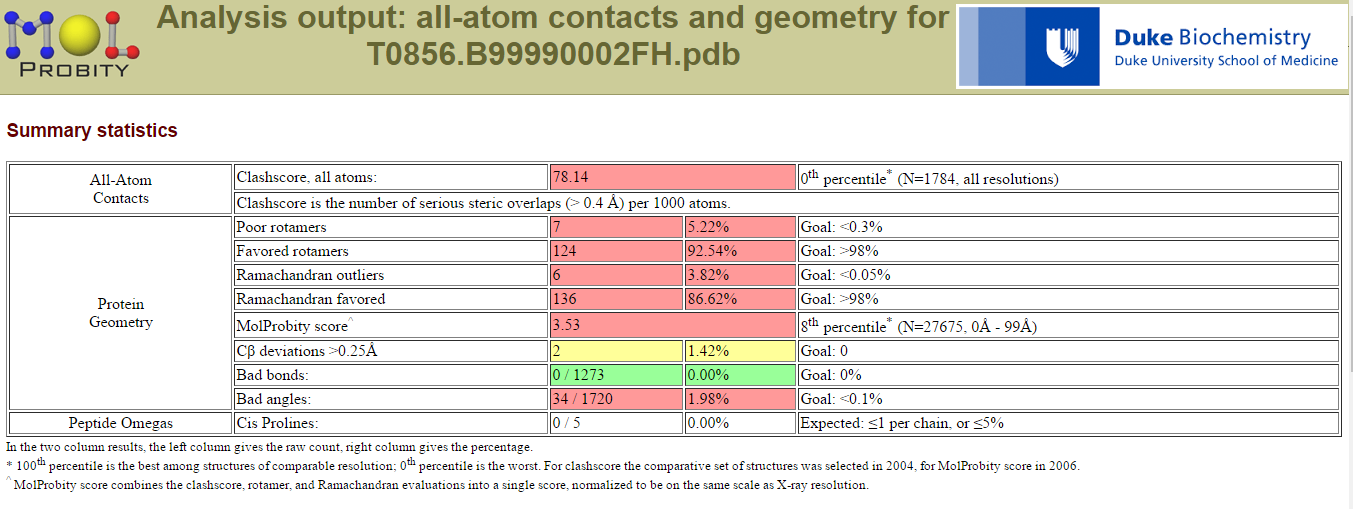 MOL
PROBITY
Analysis output: all-atom contacts and geometry for
T0856.B99990002FH.pdb
Duke Biochemistry
Duke University School of Medicine
Summary statistics
All-Atom
Contacts
Clashscore, all atoms: 78.14 0th percentile* (N=1784, all resolutions)
Clashscore is the number of serious steric overlaps (> 0.4 Å) per 1000 atoms.
Protein
Geometry
Poor rotamers 7 5.22% Goal: <0.3%
Favored rotamers 124 92.54% Goal: >98%
Ramachandran outliers 6 3.82% Goal: <0.05%
Ramachandran favored 136 86.62% Goal: >98%
MolProbity score^ 3.53 8th percentile* (N=27675, 0Å - 99Å)
Cβ deviations >0.25Å 2 1.42% Goal: 0
Bad bonds: 0 / 1273 0.00% Goal: 0%
Bad angles: 34 / 1720 1.98% Goal: <0.1%
Peptide Omegas Cis Prolines: 0 / 5 0.00% Expected: ≤1 per chain, or ≤5%
In the two column results, the left column gives the raw count, right column gives the percentage.
* 100th percentile is the best among structures of comparable resolution; 0th percentile is the worst. For clashscore the comparative set of structures was selected in 2004, for MolProbity score in 2006.
^ MolProbity score combines the clashscore, rotamer, and Ramachandran evaluations into a single score, normalized to be on the same scale as X-ray resolution.